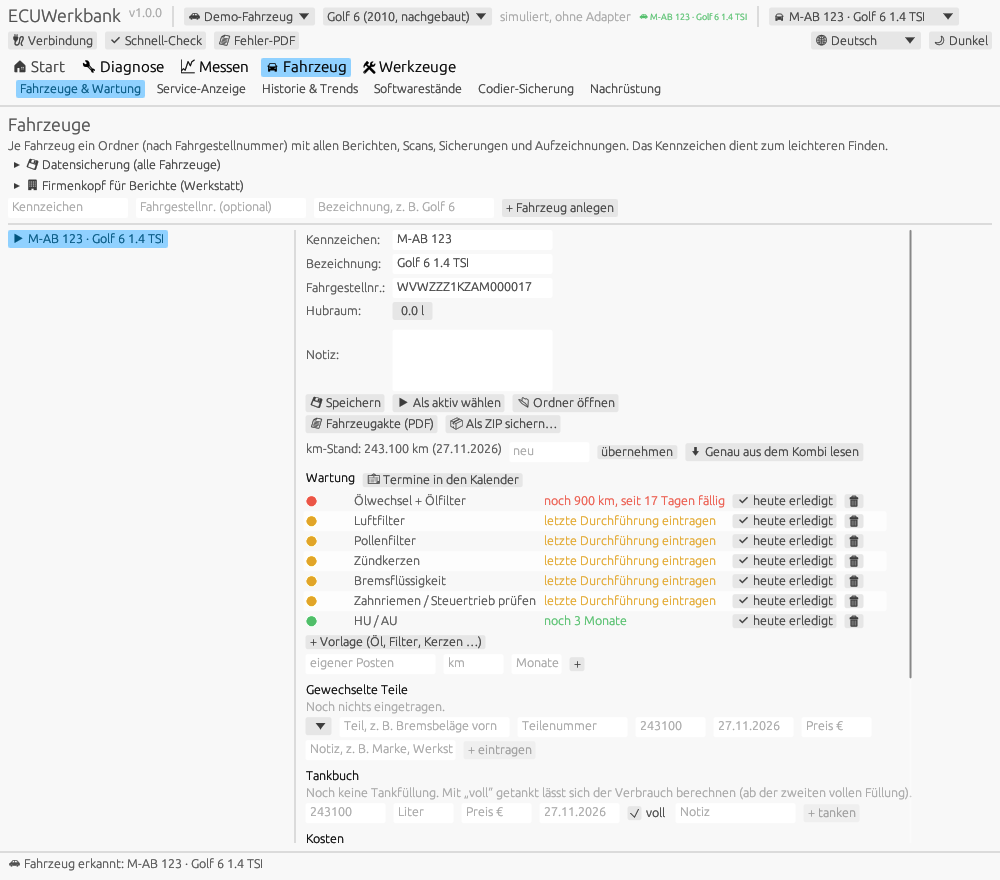 ECUWerkbank v1.0.0 Demo-Fahrzeug Golf 6 (2010, nachgebaut) simuliert, ohne Adapter M-AB 123 · Golf 6 1.4 TSI M-AB 123 · Golf 6 1.4 TSI
Verbindung Schnell-Check Fehler-PDF Deutsch Dunkel
Start Diagnose Messen Fahrzeug Werkzeuge
Fahrzeuge & Wartung Service-Anzeige Historie & Trends Softwarestände Codier-Sicherung Nachrüstung
Fahrzeuge
Je Fahrzeug ein Ordner (nach Fahrgestellnummer) mit allen Berichten, Scans, Sicherungen und Aufzeichnungen. Das Kennzeichen dient zum leichteren Finden.
Datensicherung (alle Fahrzeuge)
Firmenkopf für Berichte (Werkstatt)
Kennzeichen Fahrgestellnr. (optional) Bezeichnung, z. B. Golf 6 + Fahrzeug anlegen
M-AB 123 · Golf 6 1.4 TSI
Kennzeichen: M-AB 123
Bezeichnung: Golf 6 1.4 TSI
Fahrgestellnr.: WVWZZZ1KZAM000017
Hubraum: 0.0 l
Notiz:
Speichern Als aktiv wählen Ordner öffnen
Fahrzeugakte (PDF) Als ZIP sichern…
km-Stand: 243.100 km (27.11.2026) neu übernehmen Genau aus dem Kombi lesen
Wartung Termine in den Kalender
Ölwechsel + Ölfilter noch 900 km, seit 17 Tagen fällig heute erledigt
Luftfilter letzte Durchführung eintragen heute erledigt
Pollenfilter letzte Durchführung eintragen heute erledigt
Zündkerzen letzte Durchführung eintragen heute erledigt
Bremsflüssigkeit letzte Durchführung eintragen heute erledigt
Zahnriemen / Steuertrieb prüfen letzte Durchführung eintragen heute erledigt
HU / AU noch 3 Monate heute erledigt
+ Vorlage (Öl, Filter, Kerzen …)
eigener Posten km Monate +
Gewechselte Teile
Noch nichts eingetragen.
Teil, z. B. Bremsbeläge vorn Teilenummer 243100 27.11.2026 Preis €
Notiz, z. B. Marke, Werkst + eintragen
Tankbuch
Noch keine Tankfüllung. Mit „voll“ getankt lässt sich der Verbrauch berechnen (ab der zweiten vollen Füllung).
243100 Liter Preis € 27.11.2026 voll Notiz + tanken
Kosten
Fahrzeug erkannt: M-AB 123 · Golf 6 1.4 TSI